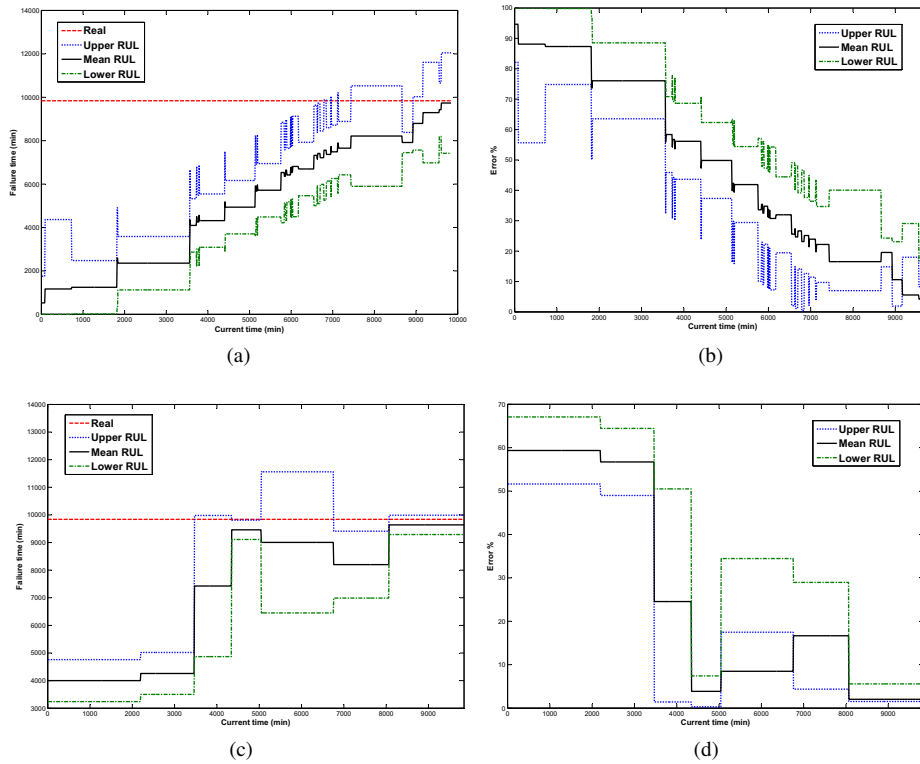 14000
12000
10000
8000
6000
4000
2000
0
Failure time (min)
Real
Upper RUL
Mean RUL
Lower RUL
0 1000 2000 3000 4000 5000 6000 7000 8000 9000 10000
Current time (min)
(a)
100
90
80
70
60
50
40
30
20
10
0
Error %
Upper RUL
Mean RUL
Lower RUL
0 1000 2000 3000 4000 5000 6000 7000 8000 9000
Current time (min)
(b)
14000
13000
12000
11000
10000
9000
8000
7000
6000
5000
4000
3000
Failure time (min)
Real
Upper RUL
Mean RUL
Lower RUL
0 1000 2000 3000 4000 5000 6000 7000 8000 9000
Current time (min)
(c)
70
60
50
40
30
20
10
0
Error %
Upper RUL
Mean RUL
Lower RUL
0 1000 2000 3000 4000 5000 6000 7000 8000 9000
Current time (min)
(d)